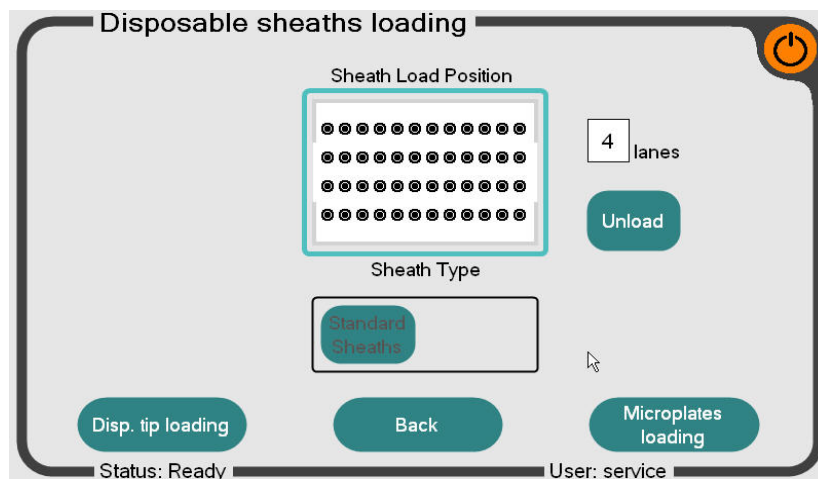 Disposable sheaths loading
Sheath Load Position
4 lanes
Unload
Sheath Type
Standard
Sheaths
Disp. tip loading
Back
Microplates
loading
Status: Ready
User: service